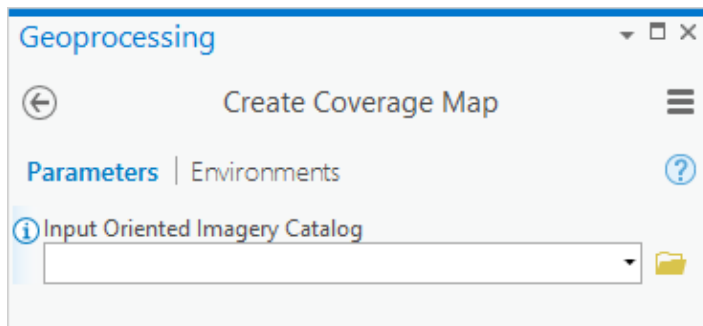 Geoprocessing
Create Coverage Map
Parameters | Environments
Input Oriented Imagery Catalog